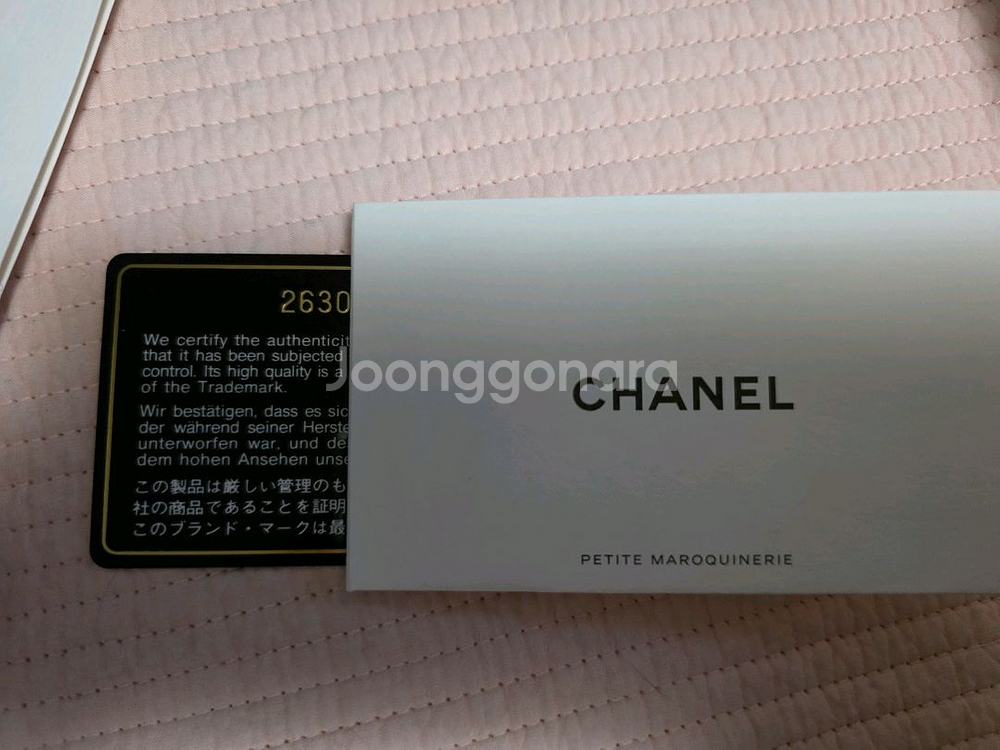 2630
We certify the authenticit
that it has been subjected
control. Its high quality is a
of the Trademark.
Wir bestätigen, dass es sic
der während seiner Herste
unterworfen war, und de
dem hohen Ansehen unse
この製品は厳しい管理のも
社の商品であることを証明
このブランド・マークは最
Joonggonara
CHANEL
PETITE MAROQUINERIE